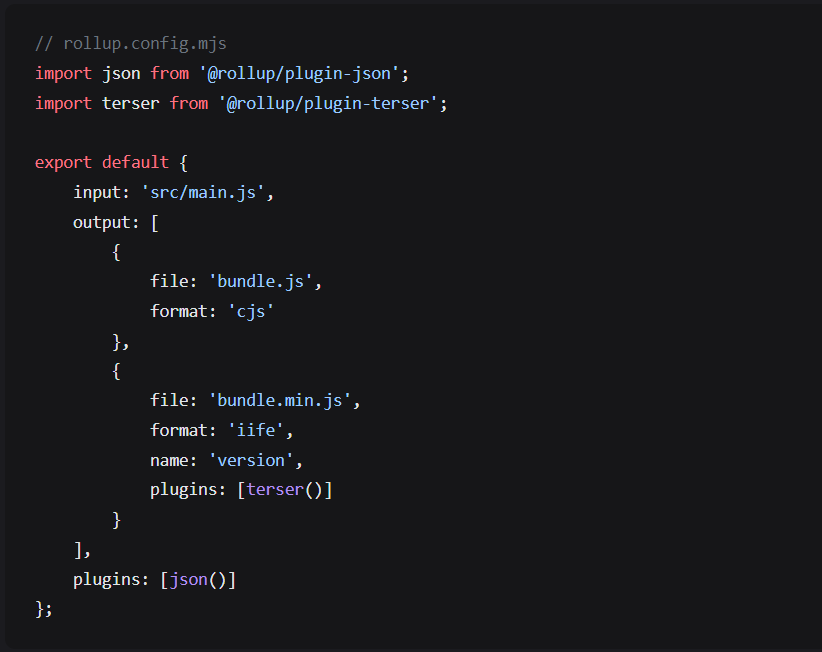 // rollup.config.mjs
import json from '@rollup/plugin-json';
import terser from '@rollup/plugin-terser';

export default {
    input: 'src/main.js',
    output: [
        {
            file: 'bundle.js',
            format: 'cjs'
        },
        {
            file: 'bundle.min.js',
            format: 'iife',
            name: 'version',
            plugins: [terser()]
        }
    ],
    plugins: [json()]
};